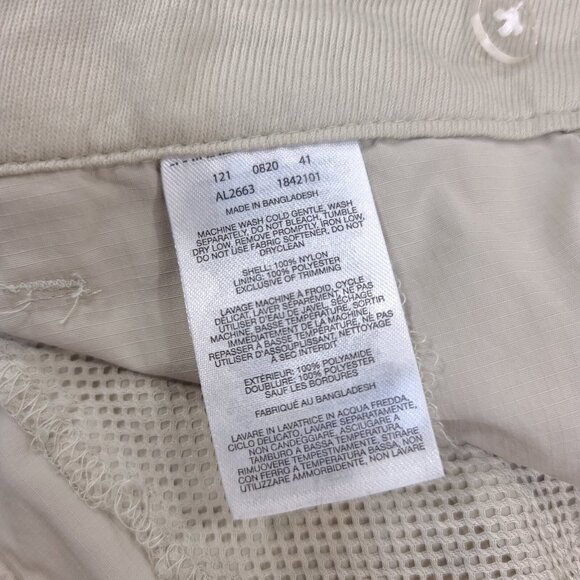 121 0820 41
AL2663 1842101
MADE IN BANGLADESH
MACHINE WASH COLD GENTLE, WASH
SEPARATELY, DO NOT BLEACH, TUMBLE
DRY LOW, REMOVE PROMPTLY, IRON LOW,
DO NOT USE FABRIC SOFTENER. DO NOT
DRYCLEAN
SHELL: 100% NYLON
LINING: 100% POLYESTER
EXCLUSIVE OF TRIMMING
LAVAGE MACHINE À FROID, CYCLE
DÉLICAT, LAVER SÉPARÉMENT, NE PAS
UTILISER D'EAU DE JAVEL, SÉCHAGE
MACHINE, BASSE TEMPÉRATURE, SORTIR
IMMÉDIATEMENT DE LA MACHINE,
REPASSER À BASSE TEMPÉRATURE, NE PAS
UTILISER D'ASSOUPLISSANT, NETTOYAGE
À SEC INTERDIT
EXTÉRIEUR: 100% POLYAMIDE
DOUBLURE: 100% POLYESTER
SAUF LES BORDURES
FABRIQUÉ AU BANGLADESH
LAVARE IN LAVATRICE IN ACQUA FREDDA,
CICLO DELICATO, LAVARE SEPARATAMENTE,
NON CANDEGGIARE, ASCIUGARE A
TAMBURO A BASSA TEMPERATURA,
RIMUOVERE TEMPESTIVAMENTE, STIRARE
CON FERRO A TEMPERATURA BASSA, NON
UTILIZZARE AMMORBIDENTE, NON LAVARE